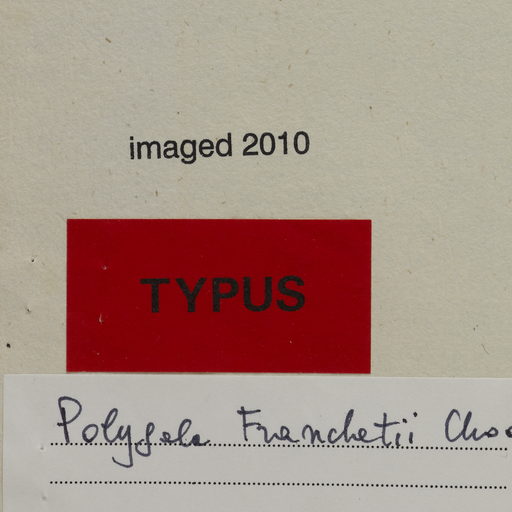 imaged 2010
TYPUS
Polygala Franchetii